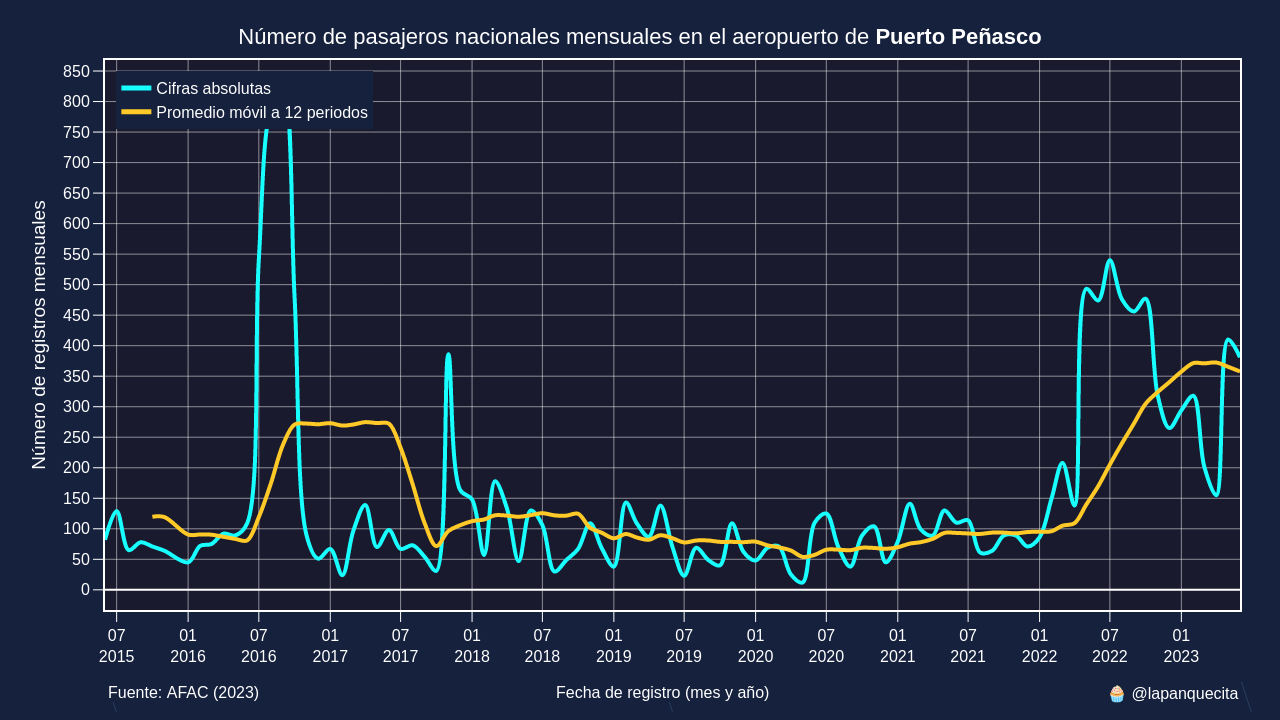 Número de pasajeros nacionales mensuales en el aeropuerto de Puerto Peñasco
Cifras absolutas
Promedio móvil a 12 periodos
Número de registros mensuales
850
800
750
700
650
600
550
500
450
400
350
300
250
200
150
100
50
0
07 01 07 01 07 01 07 01 07 01 07 01 07 01 07 01
2015 2016 2016 2017 2017 2018 2018 2019 2019 2020 2020 2021 2021 2022 2022 2023
Fuente: AFAC (2023)
Fecha de registro (mes y año)
🧁 @lapanquecita